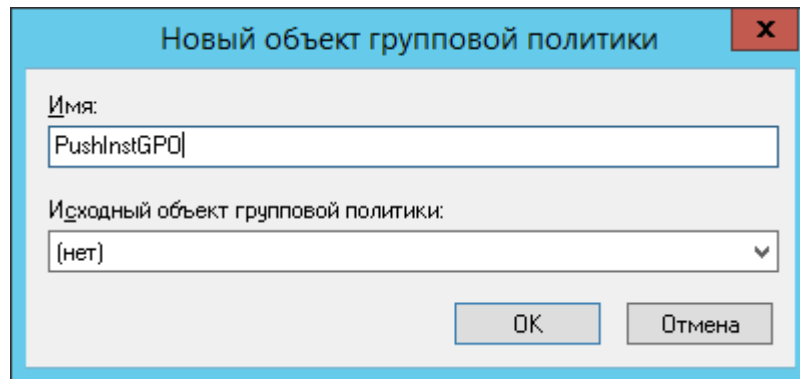 Новый объект групповой политики
x
Имя:
PushInstGPO
Исходный объект групповой политики:
(нет)
OK
Отмена